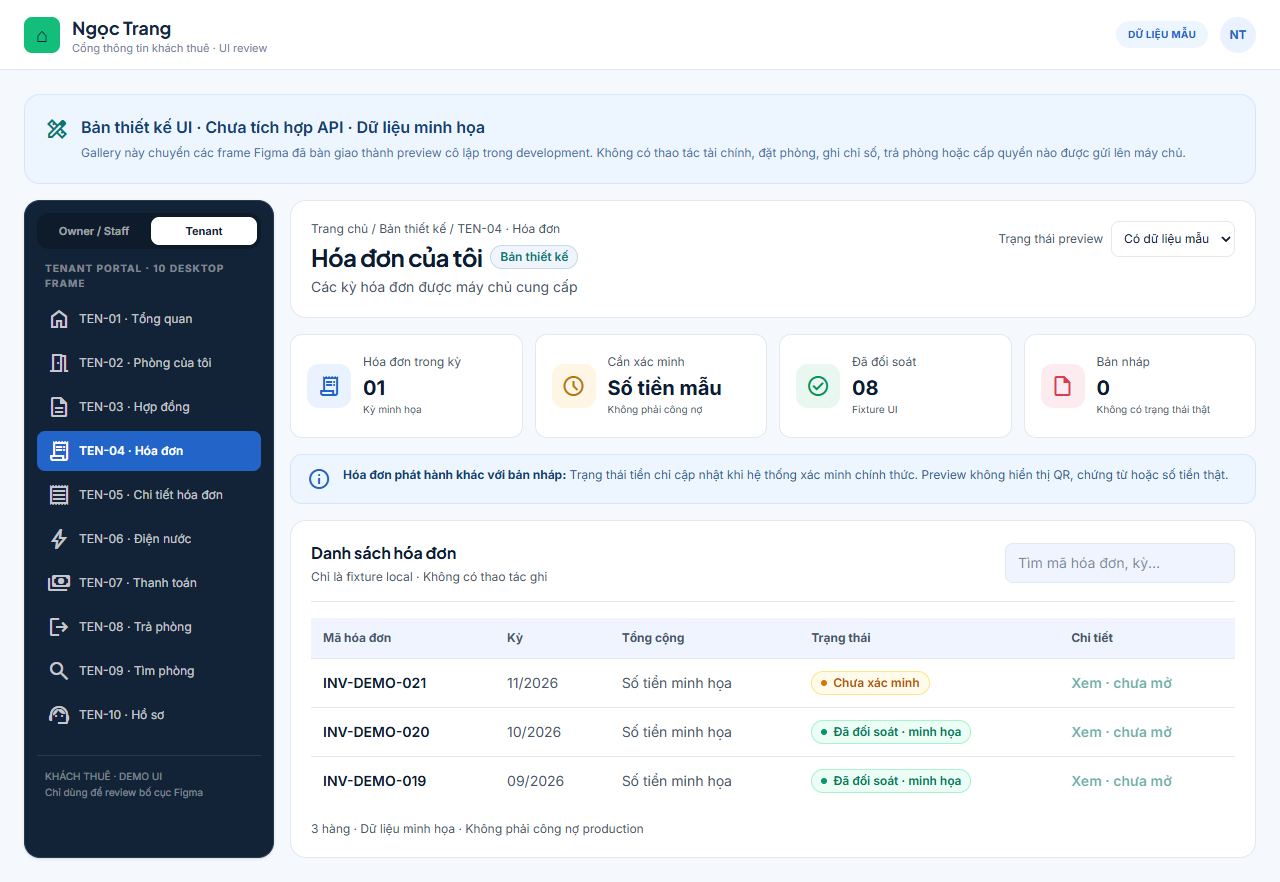 Ngọc Trang
Cổng thông tin khách thuê · UI review
DỮ LIỆU MẪU
NT
Bản thiết kế UI · Chưa tích hợp API · Dữ liệu minh họa
Gallery này chuyển các frame Figma đã bàn giao thành preview cô lập trong development. Không có thao tác tài chính, đặt phòng, ghi chỉ số, trả phòng hoặc cấp quyền nào được gửi lên máy chủ.
Owner / Staff
Tenant
TENANT PORTAL · 10 DESKTOP
FRAME
TEN-01 · Tổng quan
TEN-02 · Phòng của tôi
TEN-03 · Hợp đồng
TEN-04 · Hóa đơn
TEN-05 · Chi tiết hóa đơn
TEN-06 · Điện nước
TEN-07 · Thanh toán
TEN-08 · Trả phòng
TEN-09 · Tìm phòng
TEN-10 · Hồ sơ
KHÁCH THUÊ · DEMO UI
Chỉ dùng để review bố cục Figma
Trang chủ / Bản thiết kế / TEN-04 · Hóa đơn
Hóa đơn của tôi
Bản thiết kế
Các kỳ hóa đơn được máy chủ cung cấp
Trạng thái preview
Có dữ liệu mẫu
Hóa đơn trong kỳ
01
Kỳ minh họa
Cần xác minh
Số tiền mẫu
Không phải công nợ
Đã đối soát
08
Fixture UI
Bản nháp
0
Không có trạng thái thật
Hóa đơn phát hành khác với bản nháp: Trạng thái tiền chỉ cập nhật khi hệ thống xác minh chính thức. Preview không hiển thị QR, chứng từ hoặc số tiền thật.
Danh sách hóa đơn
Chỉ là fixture local · Không có thao tác ghi
Tìm mã hóa đơn, kỳ...
Mã hóa đơn Kỳ Tổng cộng Trạng thái Chi tiết
INV-DEMO-021 11/2026 Số tiền minh họa Chưa xác minh Xem · chưa mở
INV-DEMO-020 10/2026 Số tiền minh họa Đã đối soát · minh họa Xem · chưa mở
INV-DEMO-019 09/2026 Số tiền minh họa Đã đối soát · minh họa Xem · chưa mở
3 hàng · Dữ liệu minh họa · Không phải công nợ production